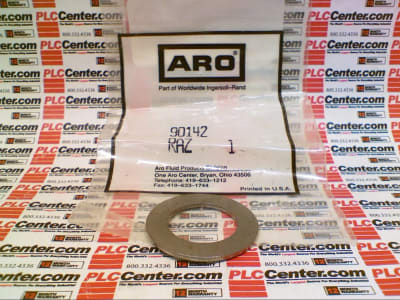 ARO
Part of Worldwide Ingersoll-Rand
90142
RAZ 1
Aro Fluid Products
One Aro Center, Bryan, Ohio 43506
Telephone: 419-633-1212
Fax: 419-633-1744
Printed in U.S.A.
PLCCenter.com
800.332.4336